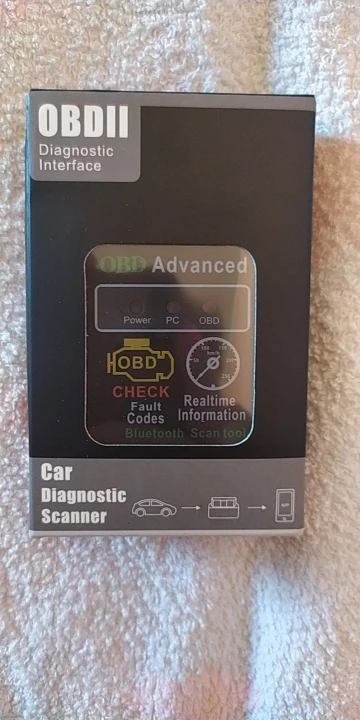 OBDII
Diagnostic
Interface
OBD Advanced
Power PC OBD
OBD
CHECK
Fault
Codes
Realtime
Information
Bluetooth Scan tool
Car
Diagnostic
Scanner